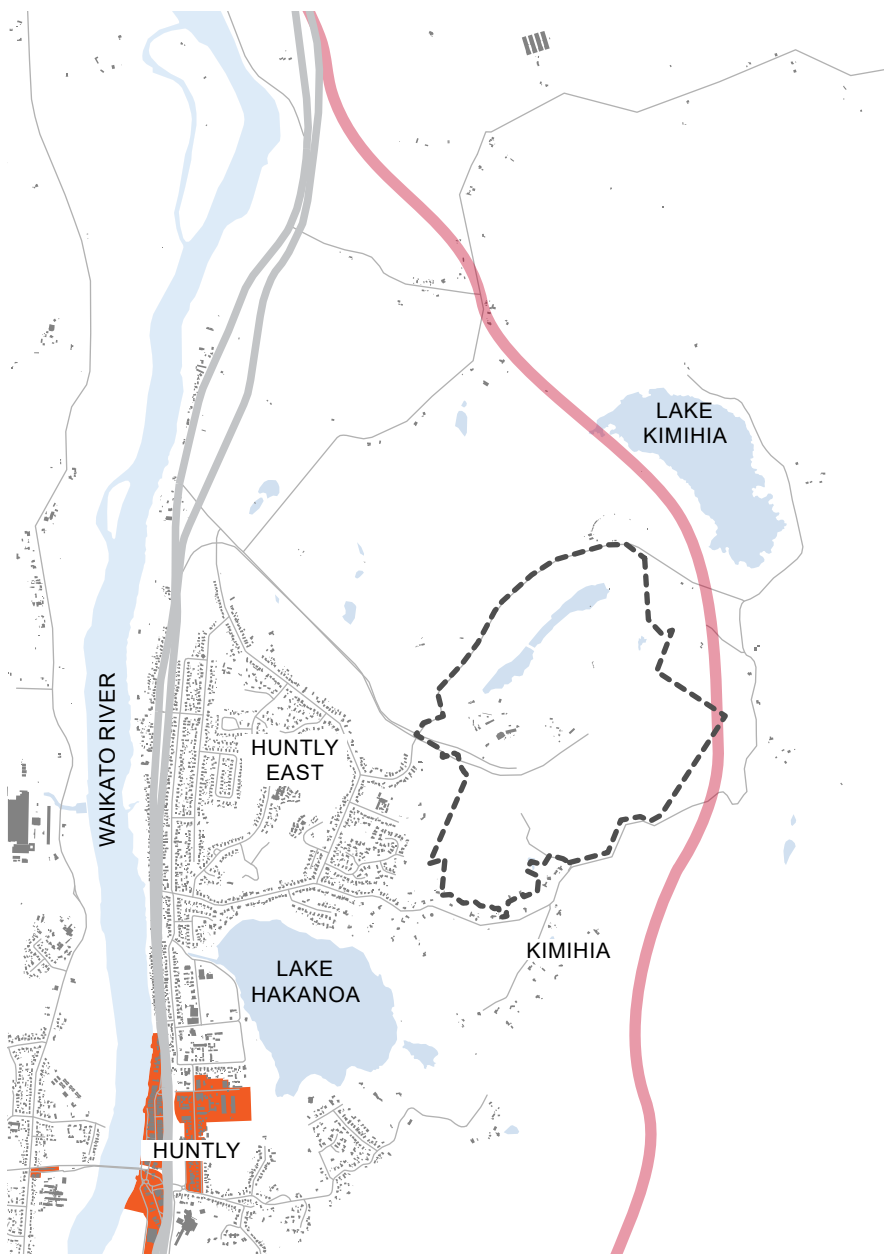 LAKE
KIMIHIA
WAIKATO RIVER
HUNTLY
EAST
KIMIHIA
LAKE
HAKANOA
HUNTLY